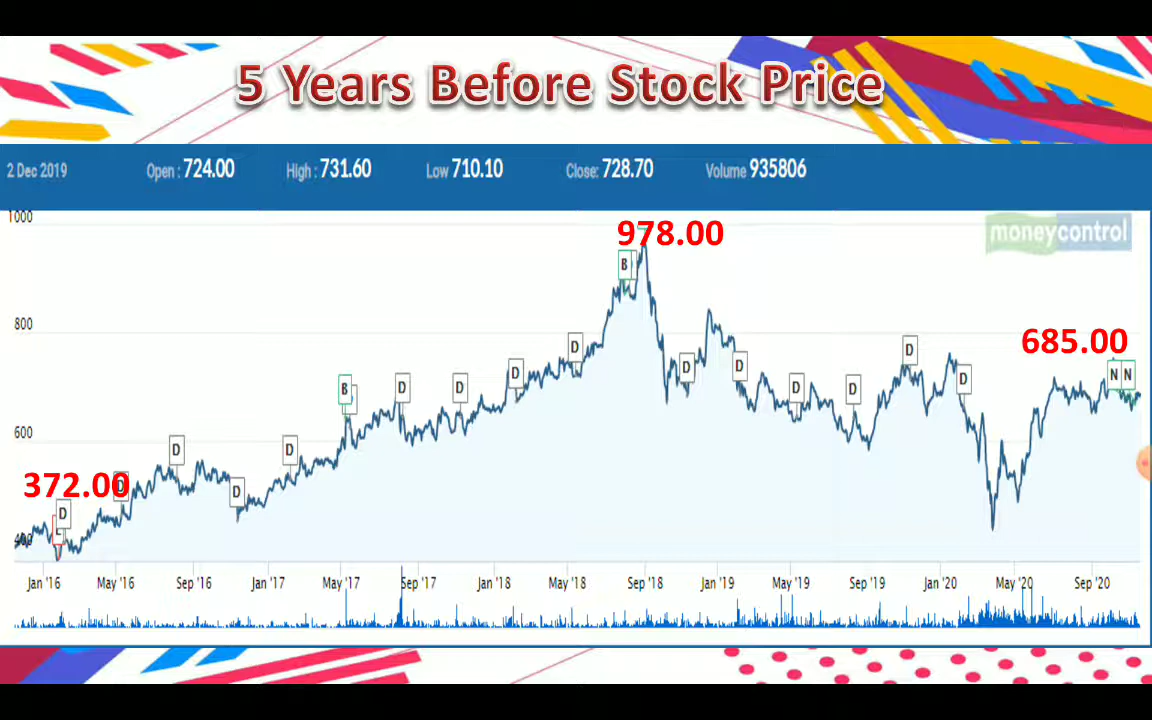 5 Years Before Stock Price
2 Dec 2019 Open : 724.00 High : 731.60 Low 710.10 Close: 728.70 Volume 935806
1000
moneycontrol
978.00
B
800
685.00
D D
D D D D D
N N
B D D
600
D D
372.00 D D
D
400
Jan '16 May '16 Sep '16 Jan '17 May '17 Sep '17 Jan '18 May '18 Sep '18 Jan '19 May '19 Sep '19 Jan '20 May '20 Sep '20